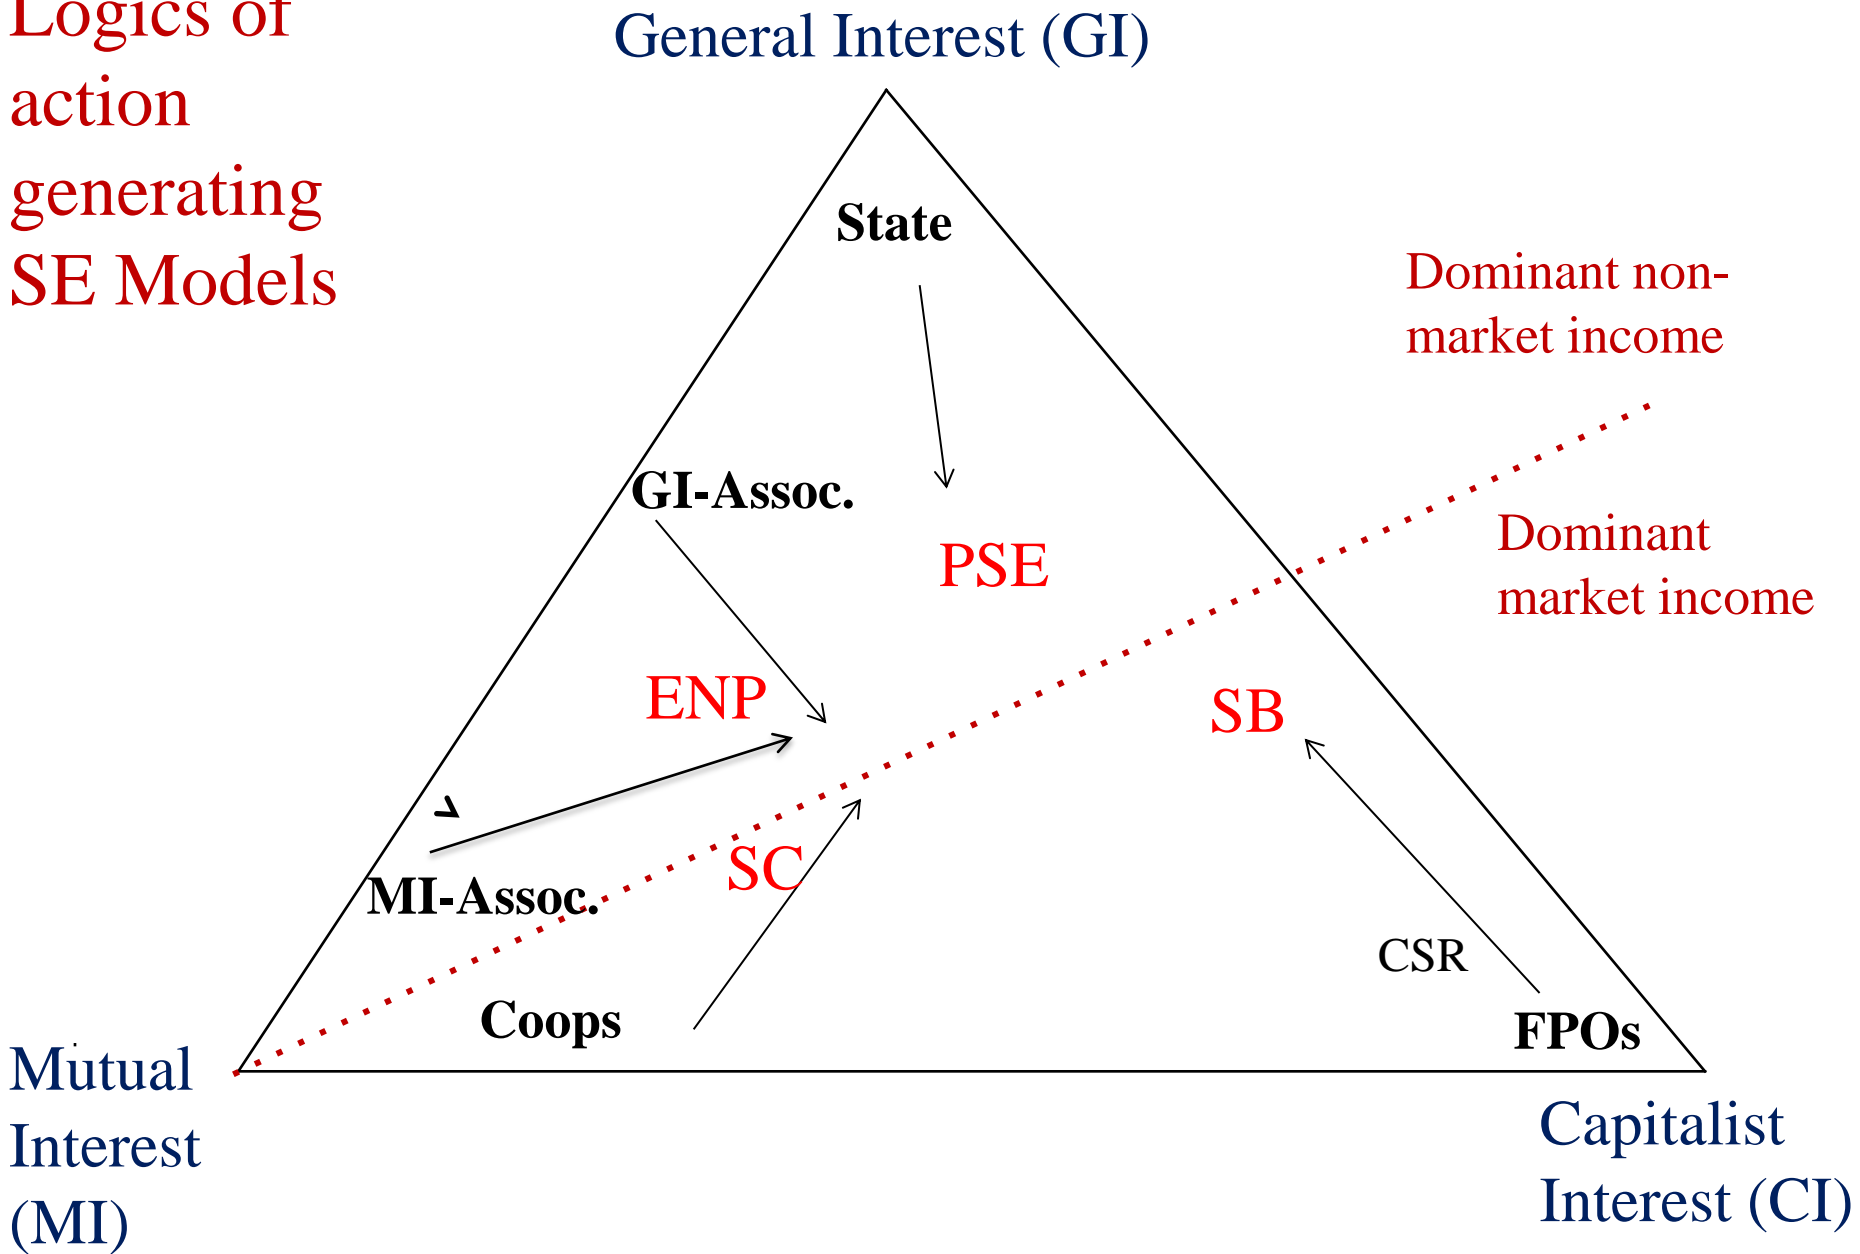 Logics of
action
generating
SE Models
General Interest (GI)
State
Dominant non-
market income
GI-Assoc.
Dominant
market income
PSE
ENP
SB
SC
MI-Assoc.
CSR
Coops
FPOs
Mutual
Interest
(MI)
Capitalist
Interest (CI)